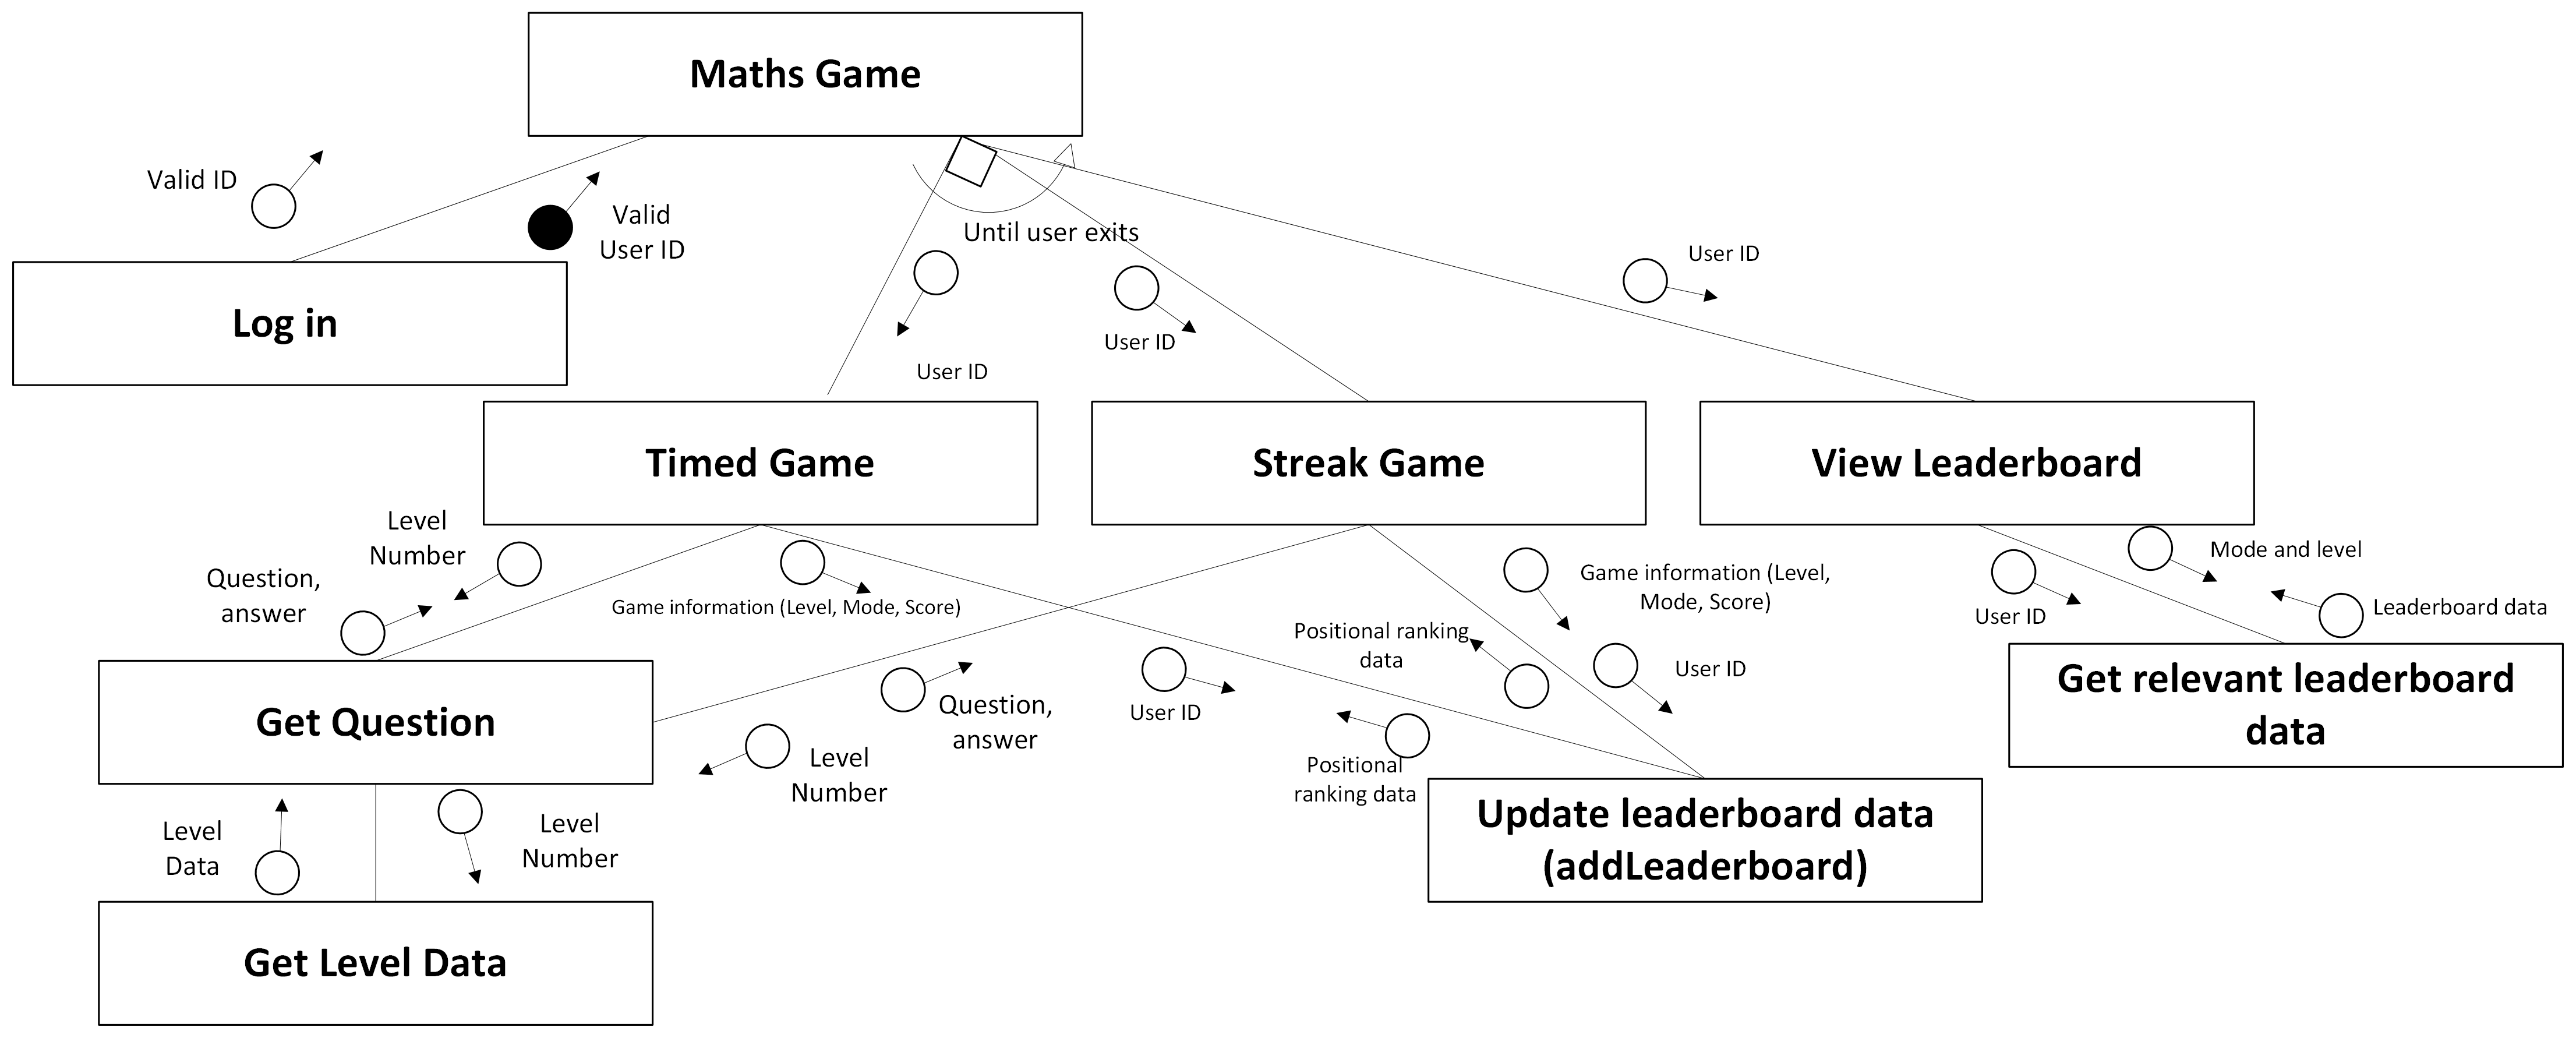 Maths Game
Valid ID
Valid
User ID
Until user exits
User ID
Log in
User ID
User ID
Timed Game
Streak Game
View Leaderboard
Level
Number
Question,
answer
Game information (Level, Mode, Score)
Game information (Level,
Mode, Score)
Mode and level
User ID
Leaderboard data
Positional ranking
data
User ID
Get relevant leaderboard
data
Get Question
Question,
answer
User ID
Level
Number
Positional
ranking data
Update leaderboard data
(addLeaderboard)
Level
Data
Level
Number
Get Level Data